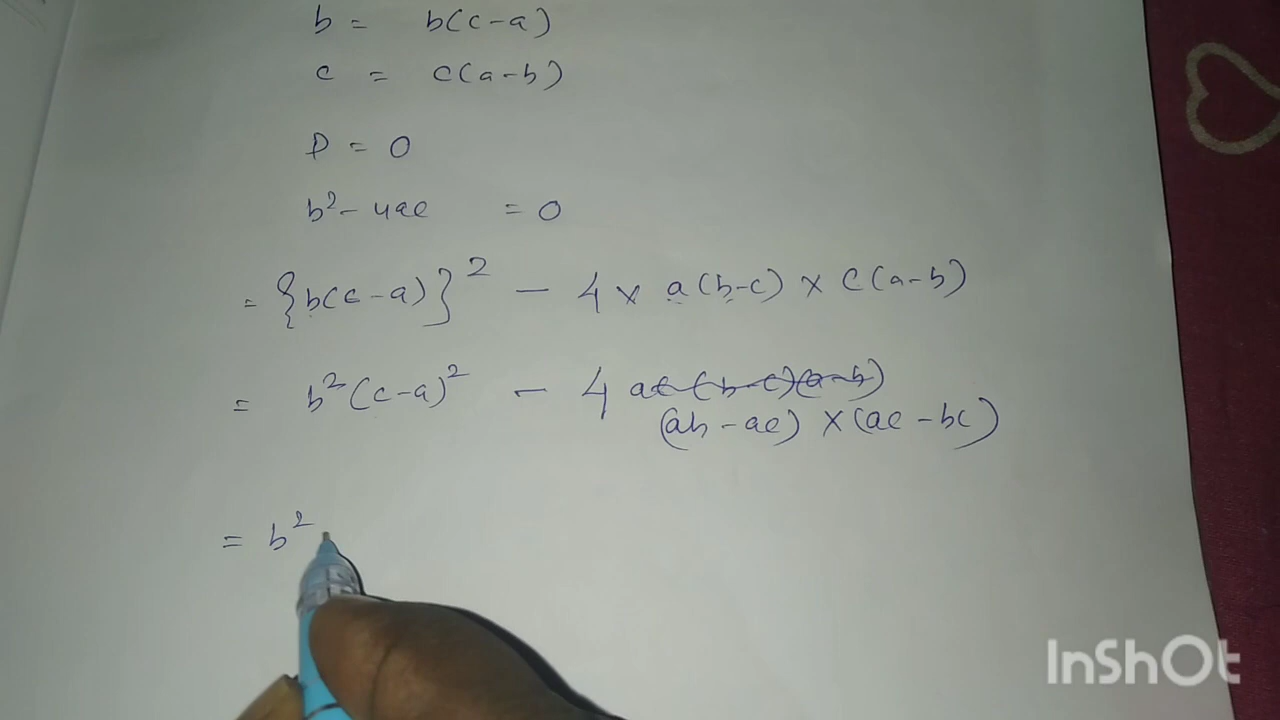 b = b(c-a)
c = c(a-b)
D = 0
b²-4ac = 0
= {b(c-a)}² - 4 x a(b-c) x c(a-b)
= b²(c-a)² - 4 ac(b-c)(a-b)
(ab-ac) x (ac-bc)
= b²
InShOt